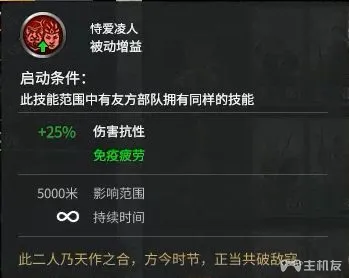 恃爱凌人
被动增益
启动条件：
此技能范围中有友方部队拥有同样的技能
+25% 伤害抗性
免疫疲劳
5000米 影响范围
∞ 持续时间
此二人乃天作之合，方今时节，正当共破敌寇
主机友